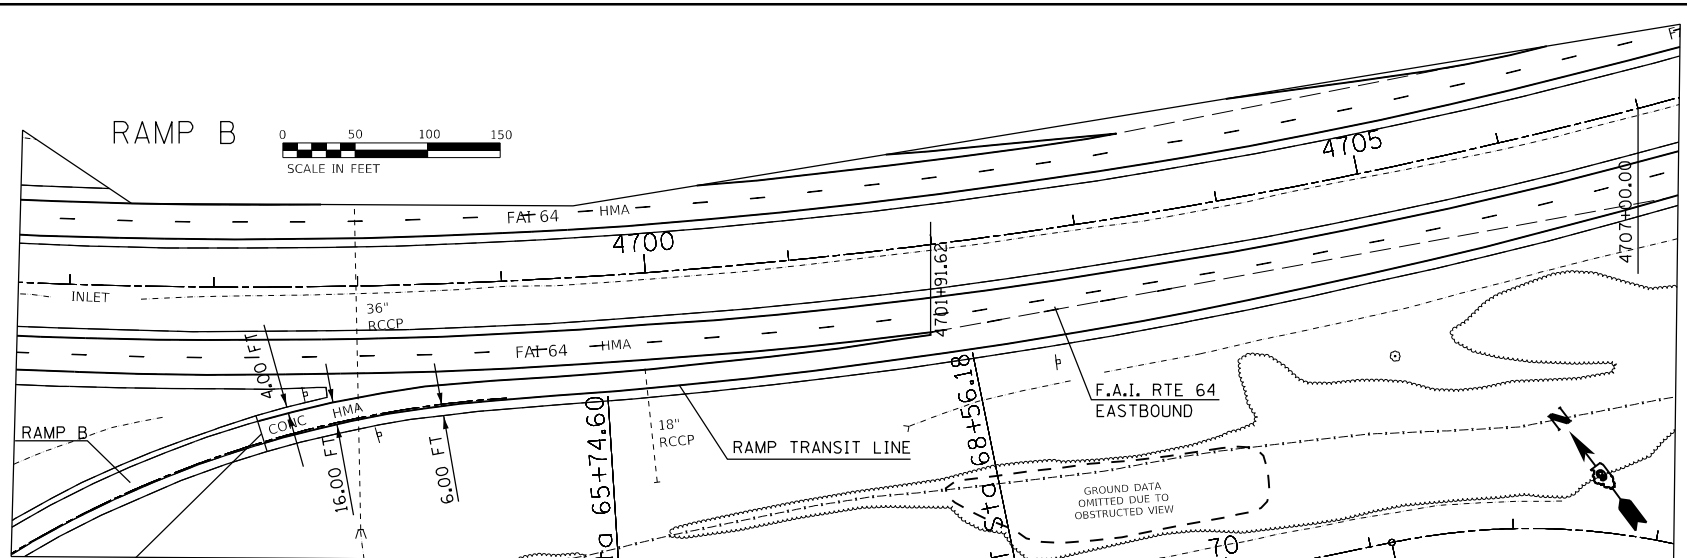 RAMP B
0 50 100 150
SCALE IN FEET
FAI 64
HMA
4700
4705
4707+00.00
INLET
36"
RCCP
4701+91.62
4.00 FT
FAI 64
HMA
HMA
CONC
RAMP B
16.00 FT
6.00 FT
18"
RCCP
RAMP TRANSIT LINE
F.A.I. RTE 64
EASTBOUND
ta 65+74.60
Sta 68+56.18
GROUND DATA
OMITTED DUE TO
OBSTRUCTED VIEW
N
70